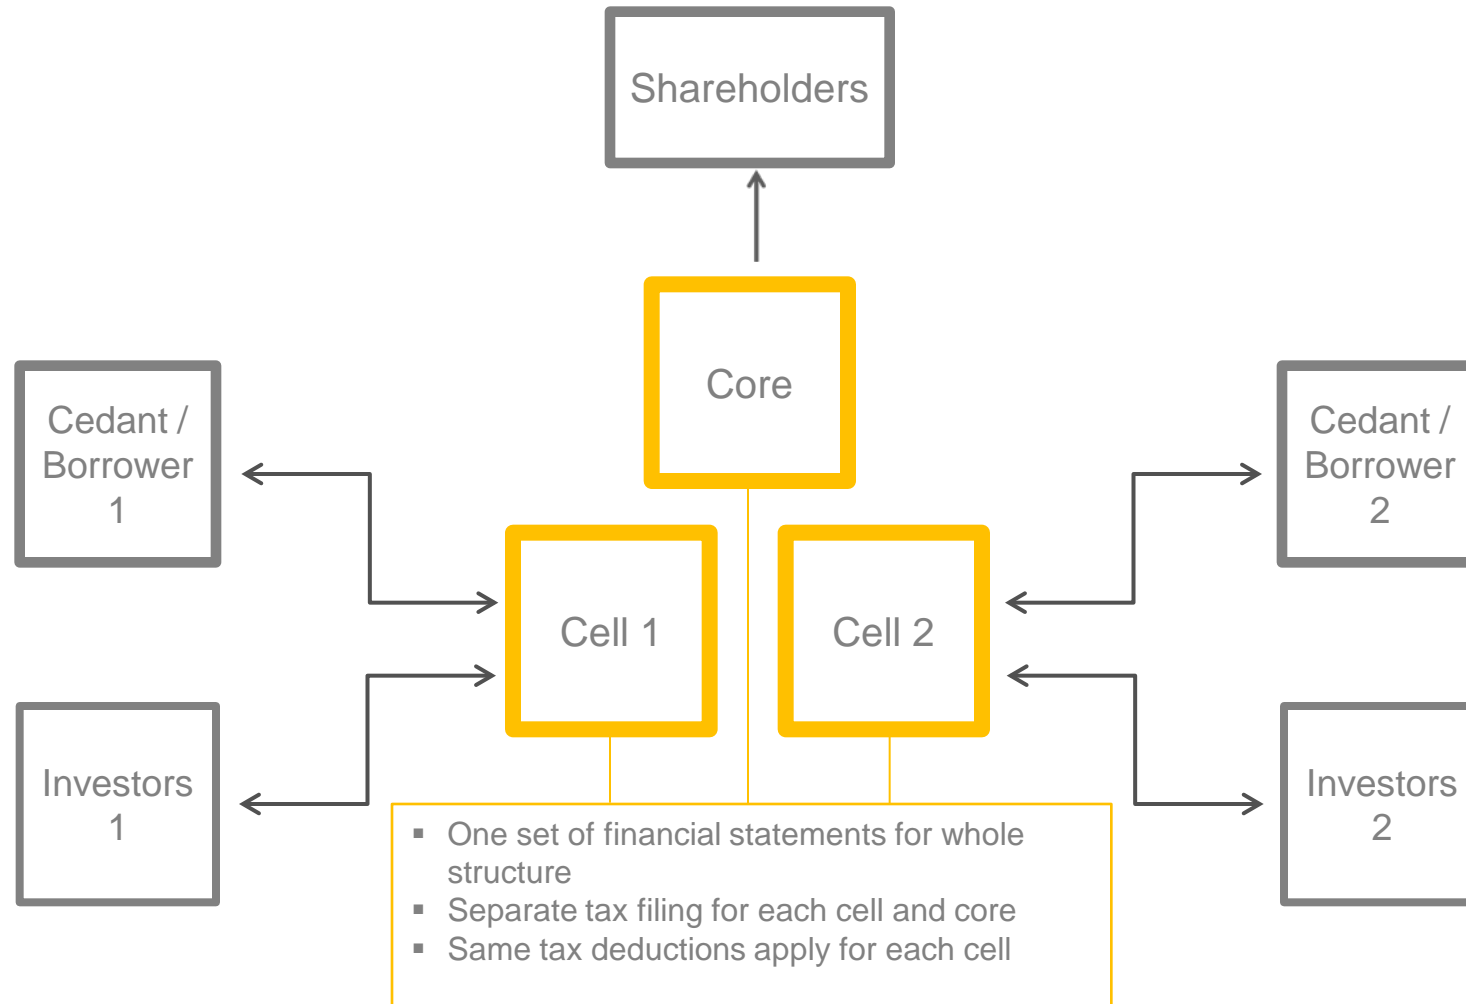 Shareholders
Core
Cedant /
Borrower
1
Cedant /
Borrower
2
Cell 1
Cell 2
Investors
1
Investors
2
▪ One set of financial statements for whole
structure
▪ Separate tax filing for each cell and core
▪ Same tax deductions apply for each cell